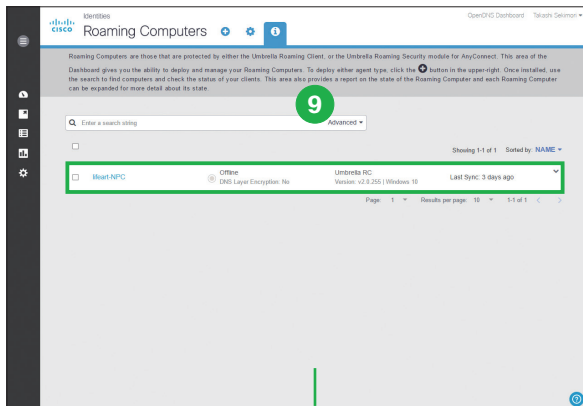 Identities
OpenDNS Dashboard Takashi Sekimori
cisco
Roaming Computers
Roaming Computers are those that are protected by either the Umbrella Roaming Client, or the Umbrella Roaming Security module for AnyConnect. This area of the
Dashboard gives you the ability to deploy and manage your Roaming Computers. To deploy either agent type, click the button in the upper-right. Once installed, use
the search to find computers and check the status of your clients. This area also provides a report on the state of the Roaming Computer and each Roaming Computer
can be expanded for more detail about its state.
9
Enter a search string Advanced
Showing 1-1 of 1 Sorted by: NAME
lifeart-NPC
Offline
DNS Layer Encryption: No
Umbrella RC
Version: v2.0.255 | Windows 10
Last Sync: 3 days ago
Page: 1 Results per page: 10 1-1 of 1 < >